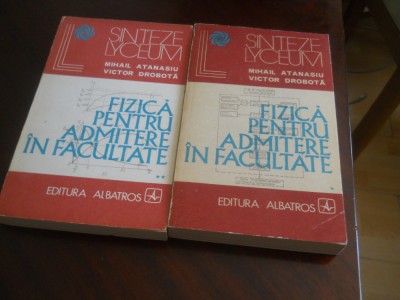 SINTEZE
LYCEUM
MIHAIL ATANASIU
VICTOR DROBOTĂ
FIZICĂ
PENTRU
ADMITERE
ÎN FACULTATE
**
EDITURA ALBATROS
SINTEZE
LYCEUM
MIHAIL ATANASIU
VICTOR DROBOTĂ
FIZICĂ
PENTRU
ADMITERE
ÎN FACULTATE
*
EDITURA ALBATROS